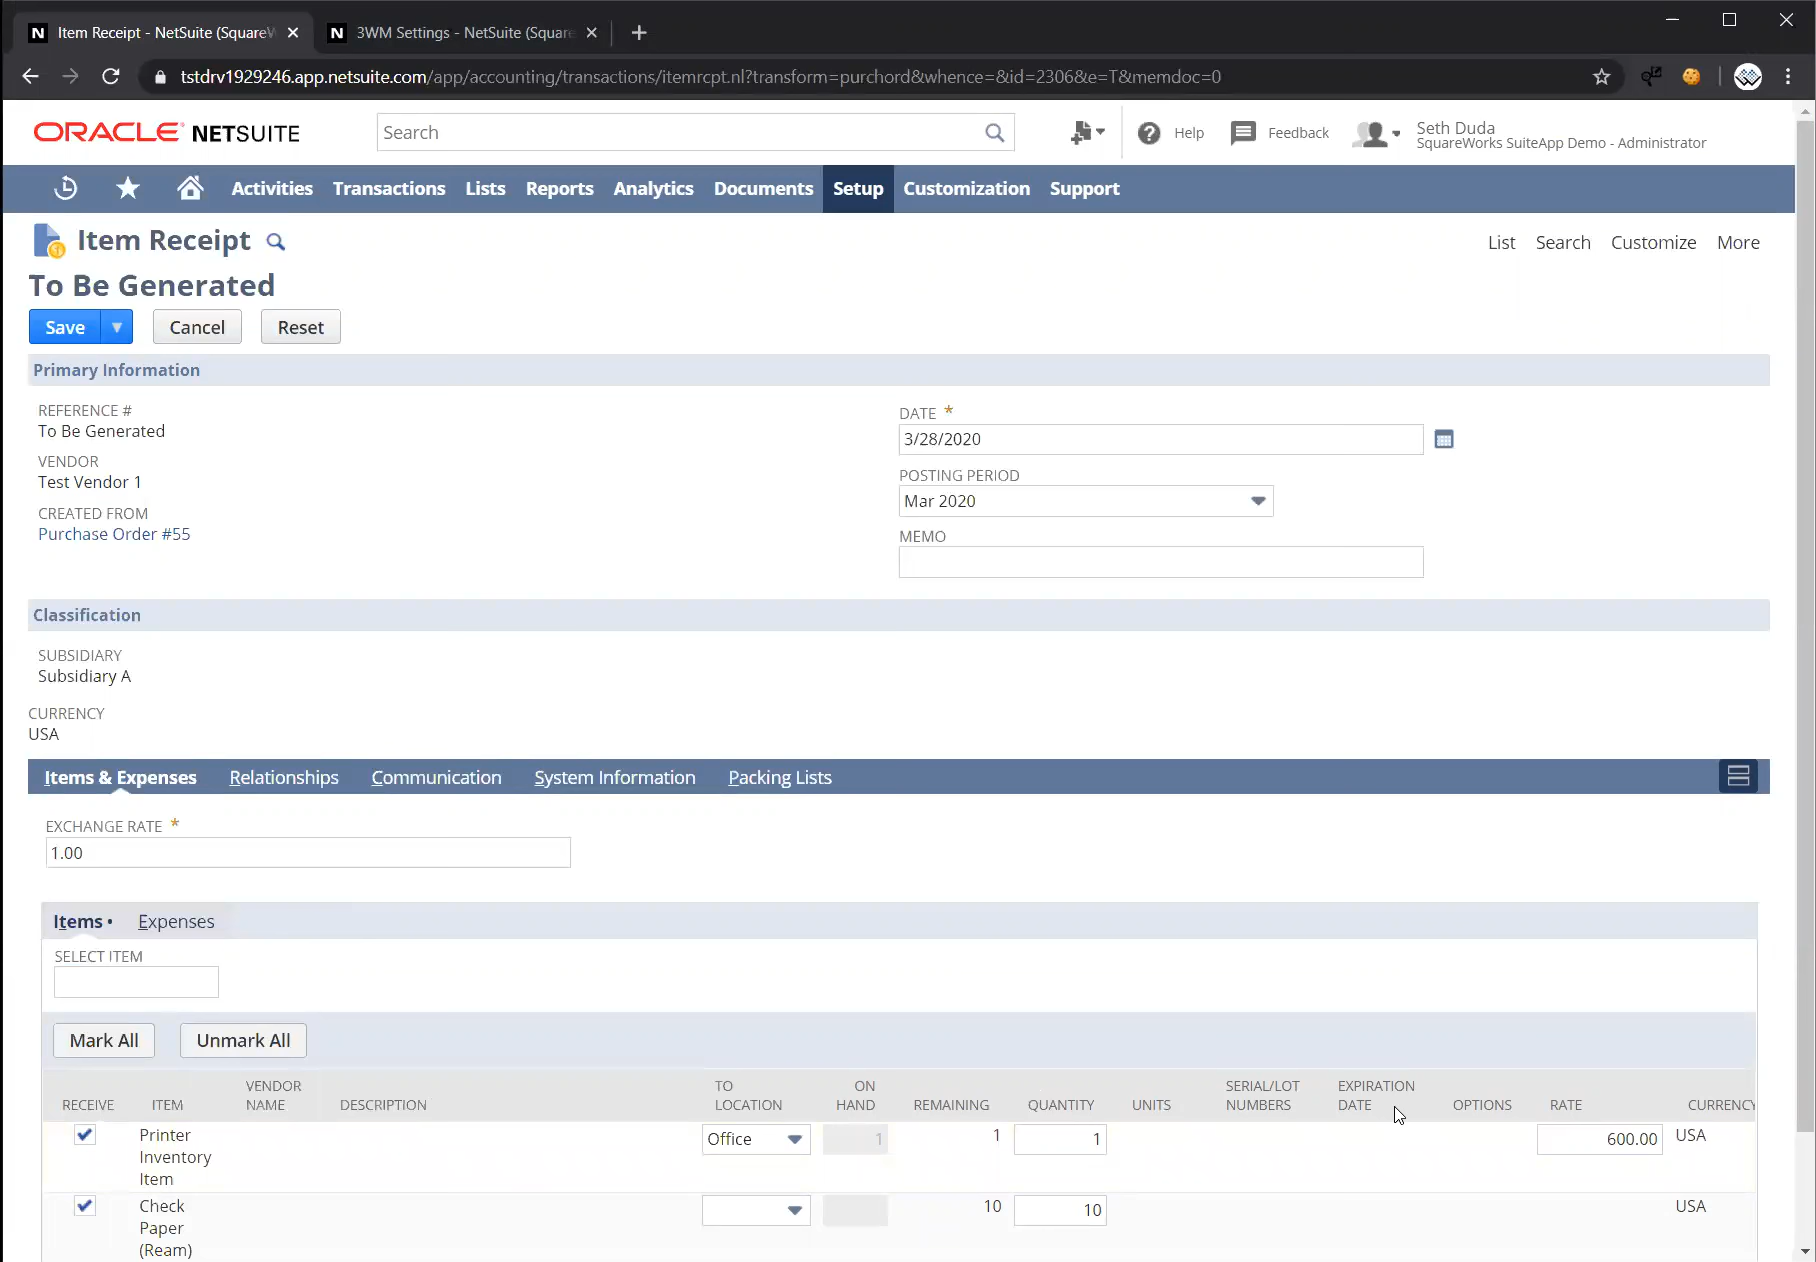 Item Receipt - NetSuite (SquareW
3WM Settings - NetSuite (Square
tstdrv1929246.app.netsuite.com/app/accounting/transactions/itemrcpt.nl?transform=purchord&whence=&id=2306&e=T&memdoc=0
ORACLE NETSUITE
Search
Help
Feedback
Seth Duda
SquareWorks SuiteApp Demo - Administrator
Activities Transactions Lists Reports Analytics Documents Setup Customization Support
Item Receipt
List Search Customize More
To Be Generated
Save Cancel Reset
Primary Information
REFERENCE #
To Be Generated
VENDOR
Test Vendor 1
CREATED FROM
Purchase Order #55
DATE *
3/28/2020
POSTING PERIOD
Mar 2020
MEMO
Classification
SUBSIDIARY
Subsidiary A
CURRENCY
USA
Items & Expenses Relationships Communication System Information Packing Lists
EXCHANGE RATE *
1.00
Items • Expenses
SELECT ITEM
Mark All Unmark All
RECEIVE ITEM VENDOR NAME DESCRIPTION TO LOCATION ON HAND REMAINING QUANTITY UNITS SERIAL/LOT NUMBERS EXPIRATION DATE OPTIONS RATE CURRENCY
Printer Inventory Item Office 1 1 1 600.00 USA
Check Paper (Ream) 10 10 USA